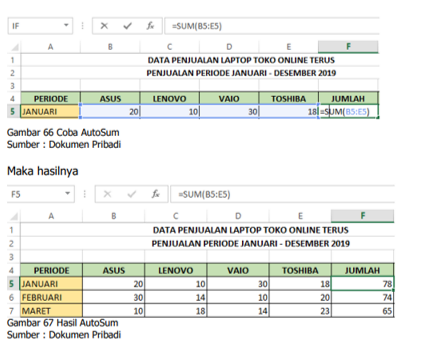 IF =SUM(B5:E5)
A B C D E F
1 DATA PENJUALAN LAPTOP TOKO ONLINE TERUS
2 PENJUALAN PERIODE JANUARI - DESEMBER 2019
3
4 PERIODE ASUS LENOVO VAIO TOSHIBA JUMLAH
5 JANUARI 20 10 30 18 =SUM(B5:E5)
Gambar 66 Coba AutoSum
Sumber : Dokumen Pribadi
Maka hasilnya
F5 fx =SUM(B5:E5)
A B C D E F
1 DATA PENJUALAN LAPTOP TOKO ONLINE TERUS
2 PENJUALAN PERIODE JANUARI - DESEMBER 2019
3
4 PERIODE ASUS LENOVO VAIO TOSHIBA JUMLAH
5 JANUARI 20 10 30 18 78
6 FEBRUARI 30 14 10 20 74
7 MARET 10 18 14 23 65
Gambar 67 Hasil AutoSum
Sumber : Dokumen Pribadi